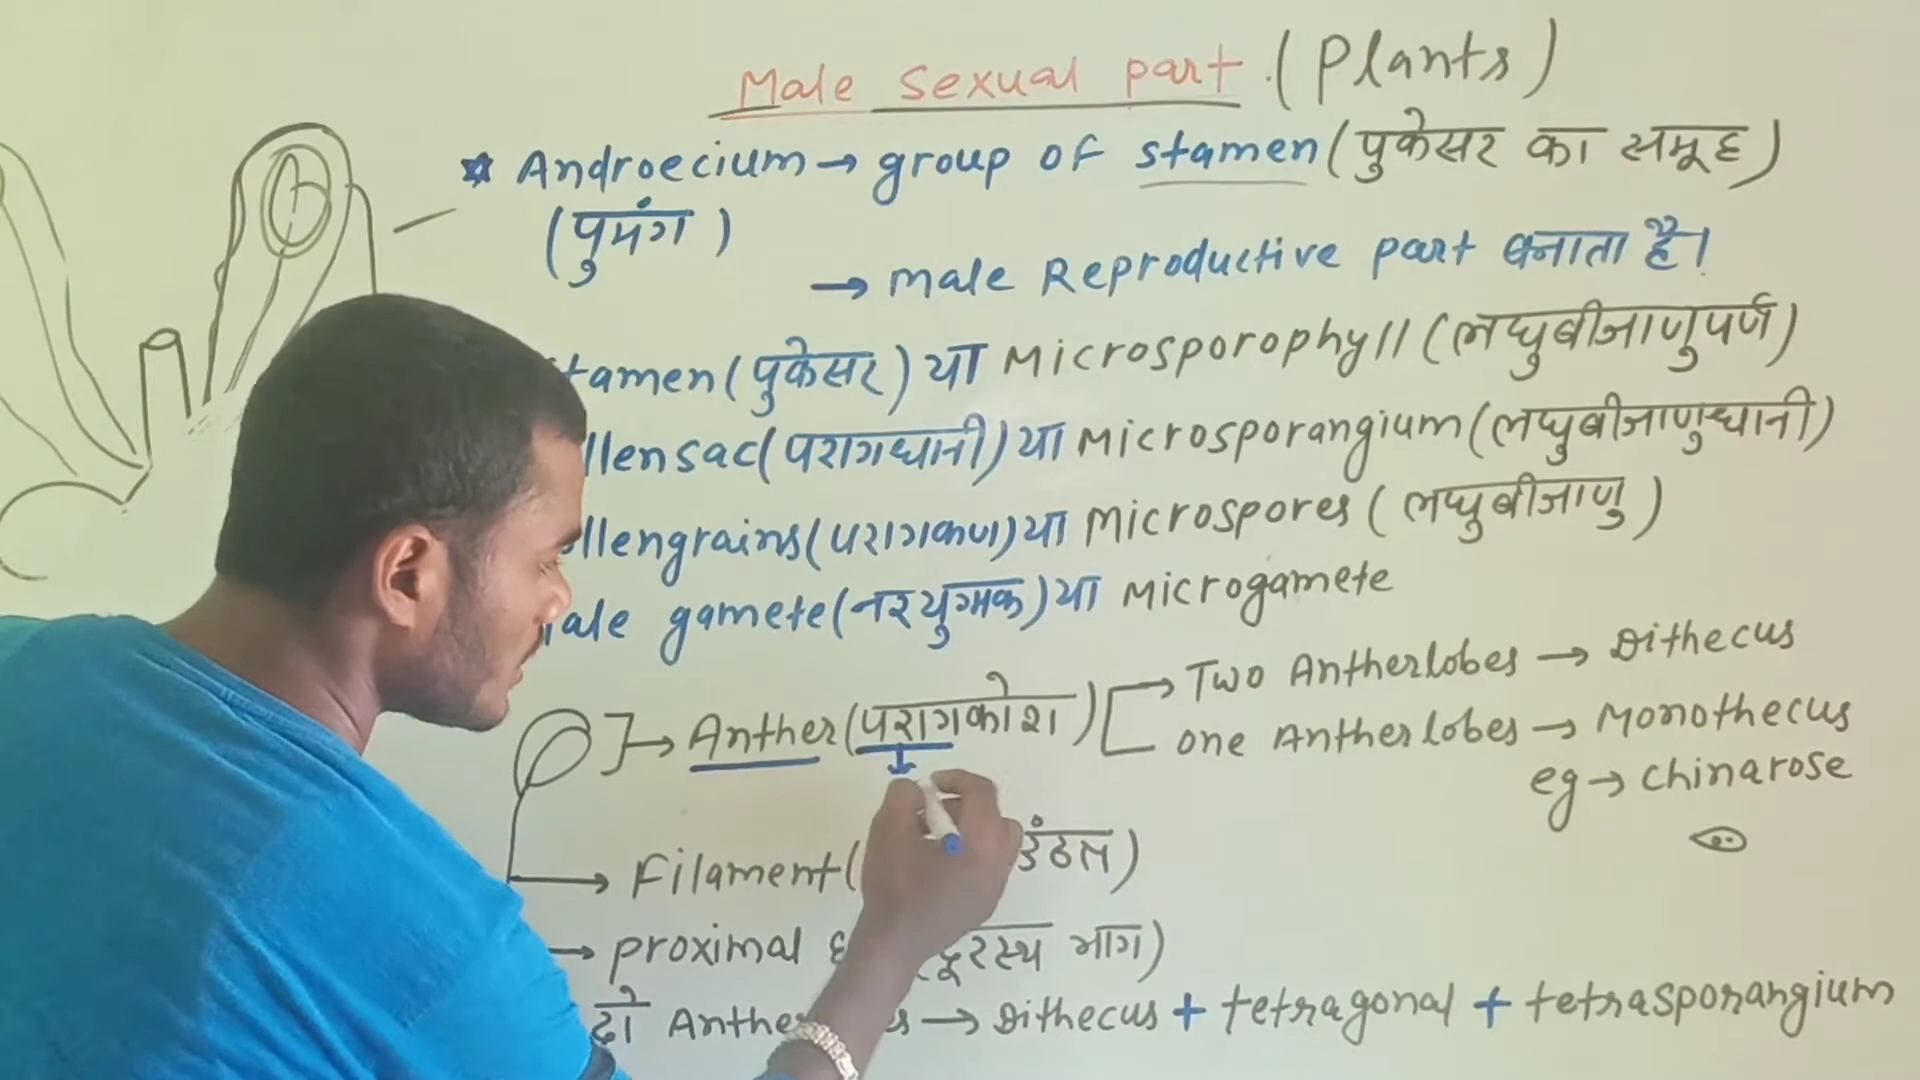 Male Sexual part (Plants)
Androecium → group of stamen (पुकेसर का समूह)
(पुमंग)
→ male Reproductive part बनाता है।
tamen (पुकेसर) या Microsporophyll (लघुबीजाणुपर्ण)
llensac (परागधानी) या Microsporangium (लघुबीजाणुधानी)
llengrains (परागकण) या Microspores (लघुबीजाणु)
ale gamete (नरयुग्मक) या Microgamete
→ Anther (परागकोश) → Two Antherlobes → Dithecus
one Antherlobes → Monothecus
eg → Chinarose
→ Filament ( डंठल)
→ proximal (दूरस्थ भाग)
दो Anthe s → Dithecus + tetragonal + tetrasporangium